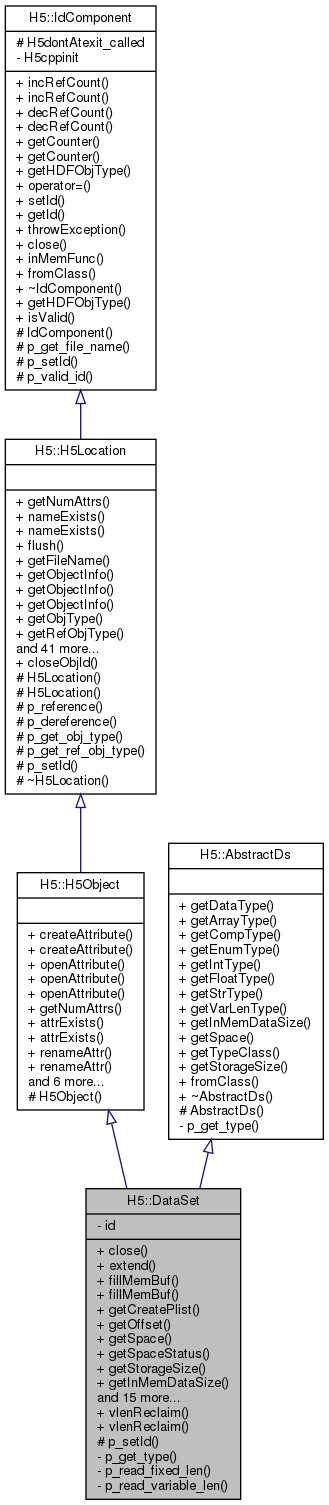 H5::IdComponent
# H5dontAtexit_called
- H5cppinit
+ incRefCount()
+ incRefCount()
+ decRefCount()
+ decRefCount()
+ getCounter()
+ getCounter()
+ getHDFObjType()
+ operator=()
+ setId()
+ getId()
+ throwException()
+ close()
+ inMemFunc()
+ fromClass()
+ ~IdComponent()
+ getHDFObjType()
+ isValid()
# IdComponent()
# p_get_file_name()
# p_setId()
# p_valid_id()
H5::H5Location
+ getNumAttrs()
+ nameExists()
+ nameExists()
+ flush()
+ getFileName()
+ getObjectInfo()
+ getObjectInfo()
+ getObjectInfo()
+ getObjType()
+ getRefObjType()
and 41 more...
+ closeObjId()
# H5Location()
# H5Location()
# p_reference()
# p_dereference()
# p_get_obj_type()
# p_get_ref_obj_type()
# p_setId()
# ~H5Location()
H5::H5Object
+ createAttribute()
+ createAttribute()
+ openAttribute()
+ openAttribute()
+ openAttribute()
+ getNumAttrs()
+ attrExists()
+ attrExists()
+ renameAttr()
+ renameAttr()
and 6 more...
# H5Object()
H5::AbstractDs
+ getDataType()
+ getArrayType()
+ getCompType()
+ getEnumType()
+ getIntType()
+ getFloatType()
+ getStrType()
+ getVarLenType()
+ getInMemDataSize()
+ getSpace()
+ getTypeClass()
+ getStorageSize()
+ fromClass()
+ ~AbstractDs()
# AbstractDs()
- p_get_type()
H5::DataSet
- id
+ close()
+ extend()
+ fillMemBuf()
+ fillMemBuf()
+ getCreatePlist()
+ getOffset()
+ getSpace()
+ getSpaceStatus()
+ getStorageSize()
+ getInMemDataSize()
and 15 more...
+ vlenReclaim()
+ vlenReclaim()
# p_setId()
- p_get_type()
- p_read_fixed_len()
- p_read_variable_len()